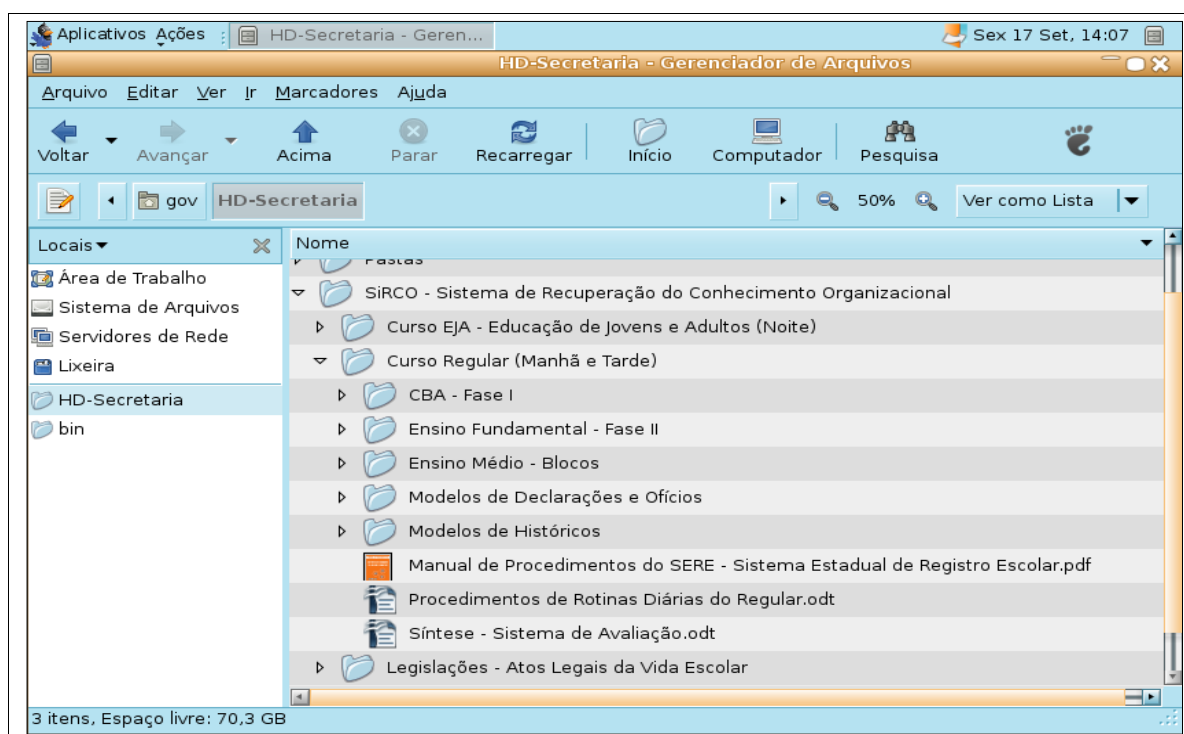 Aplicativos Ações HD-Secretaria - Geren... Sex 17 Set, 14:07
HD-Secretaria - Gerenciador de Arquivos
Arquivo Editar Ver Ir Marcadores Ajuda
Voltar Avançar Acima Parar Recarregar Início Computador Pesquisa
gov HD-Secretaria 50% Ver como Lista
Locais Nome
Área de Trabalho
Sistema de Arquivos
Servidores de Rede
Lixeira
HD-Secretaria
bin
Pastas
SiRCO - Sistema de Recuperação do Conhecimento Organizacional
Curso EJA - Educação de Jovens e Adultos (Noite)
Curso Regular (Manhã e Tarde)
CBA - Fase I
Ensino Fundamental - Fase II
Ensino Médio - Blocos
Modelos de Declarações e Ofícios
Modelos de Históricos
Manual de Procedimentos do SERE - Sistema Estadual de Registro Escolar.pdf
Procedimentos de Rotinas Diárias do Regular.odt
Síntese - Sistema de Avaliação.odt
Legislações - Atos Legais da Vida Escolar
3 itens, Espaço livre: 70,3 GB